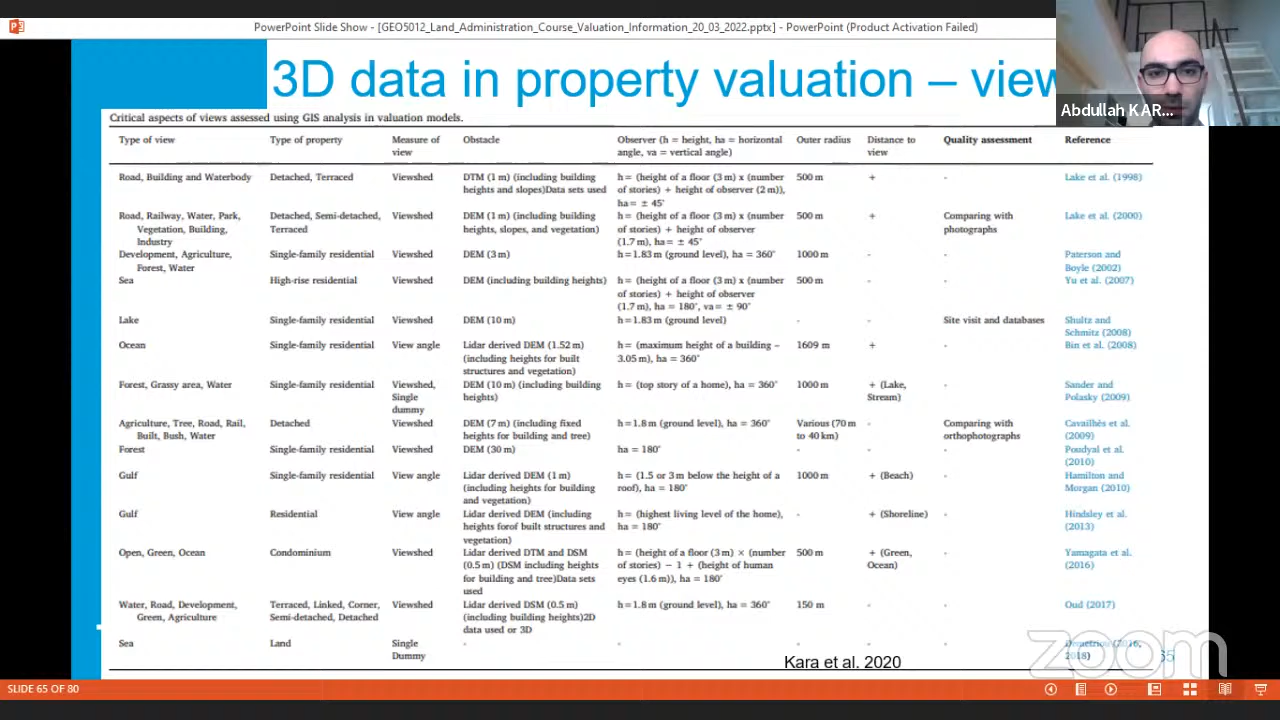 PowerPoint Slide Show - [GEO5012_Land_Administration_Course_Valuation_Information_20_03_2022.pptx] - PowerPoint (Product Activation Failed)
3D data in property valuation – view
Abdullah KAR...
Critical aspects of views assessed using GIS analysis in valuation models.
Type of view Type of property Measure of view Obstacle Observer (h = height, ha = horizontal angle, va = vertical angle) Outer radius Distance to view Quality assessment Reference
Road, Building and Waterbody Detached, Terraced Viewshed DTM (1 m) (including building heights and slopes)Data sets used h = (height of a floor (3 m) x (number of stories) + height of observer (2 m)), ha = ± 45° 500 m + - Lake et al. (1998)
Road, Railway, Water, Park, Vegetation, Building, Industry Detached, Semi-detached, Terraced Viewshed DEM (1 m) (including building heights, slopes, and vegetation) h = (height of a floor (3 m) x (number of stories) + height of observer (1.7 m), ha = ± 45° 500 m + Comparing with photographs Lake et al. (2000)
Development, Agriculture, Forest, Water Single-family residential Viewshed DEM (3 m) h = 1.83 m (ground level), ha = 360° 1000 m - - Paterson and Boyle (2002)
Sea High-rise residential Viewshed DEM (including building heights) h = (height of a floor (3 m) x (number of stories) + height of observer (1.7 m), ha = 180°, va = ± 90° 500 m - - Yu et al. (2007)
Lake Single-family residential Viewshed DEM (10 m) h = 1.83 m (ground level) - - Site visit and databases Shultz and Schmitz (2008)
Ocean Single-family residential View angle Lidar derived DEM (1.52 m) (including heights for built structures and vegetation) h = (maximum height of a building – 3.05 m), ha = 360° 1609 m + - Bin et al. (2008)
Forest, Grassy area, Water Single-family residential Viewshed, Single dummy DEM (10 m) (including building heights) h = (top story of a home), ha = 360° 1000 m + (Lake, Stream) - Sander and Polasky (2009)
Agriculture, Tree, Road, Rail, Built, Bush, Water Detached Viewshed DEM (7 m) (including fixed heights for building and tree) h = 1.8 m (ground level), ha = 360° Various (70 m to 40 km) - Comparing with orthophotographs Cavailhès et al. (2009)
Forest Single-family residential Viewshed DEM (30 m) ha = 180° - - - Poudyal et al. (2010)
Gulf Single-family residential View angle Lidar derived DEM (1 m) (including heights for building and vegetation) h = (1.5 or 3 m below the height of a roof), ha = 180° 1000 m + (Beach) - Hamilton and Morgan (2010)
Gulf Residential View angle Lidar derived DEM (including heights forof built structures and vegetation) h = (highest living level of the home), ha = 180° - + (Shoreline) - Hindsley et al. (2013)
Open, Green, Ocean Condominium Viewshed Lidar derived DTM and DSM (0.5 m) (DSM including heights for building and tree)Data sets used h = (height of a floor (3 m) × (number of stories) − 1 + (height of human eyes (1.6 m)), ha = 180° 500 m + (Green, Ocean) - Yamagata et al. (2016)
Water, Road, Development, Green, Agriculture Terraced, Linked, Corner, Semi-detached, Detached Viewshed Lidar derived DSM (0.5 m) (including building heights)2D data used or 3D h = 1.8 m (ground level), ha = 360° 150 m - - Oud (2017)
Sea Land Single Dummy - - - - - Demetriou (2016, 2018)
Kara et al. 2020
65
zoom
SLIDE 65 OF 80